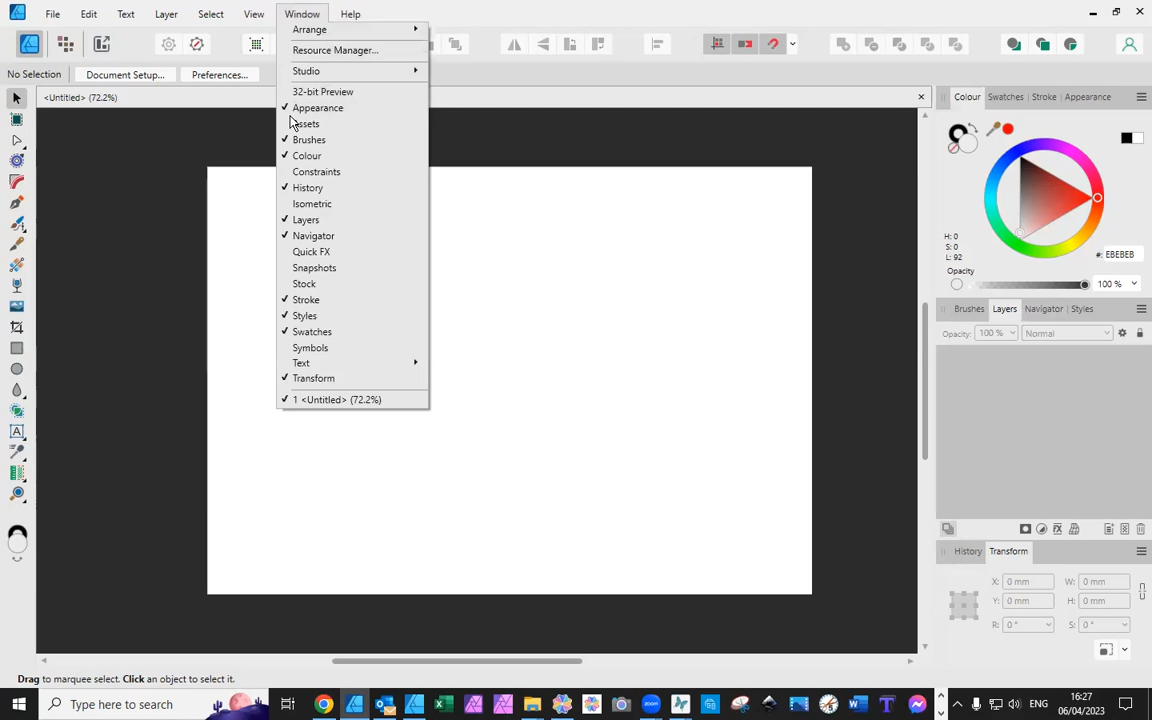 File Edit Text Layer Select View Window Help
No Selection Document Setup... Preferences...
<Untitled> (72.2%)
Arrange
Resource Manager...
Studio
32-bit Preview
Appearance
Assets
Brushes
Colour
Constraints
History
Isometric
Layers
Navigator
Quick FX
Snapshots
Stock
Stroke
Styles
Swatches
Symbols
Text
Transform
1 <Untitled> (72.2%)
Colour Swatches Stroke Appearance
H: 0
S: 0
L: 92
#: EBEBEB
Opacity
100 %
Brushes Layers Navigator Styles
Opacity: 100 % Normal
History Transform
X: 0 mm W: 0 mm
Y: 0 mm H: 0 mm
R: 0 ° S: 0 °
Drag to marquee select. Click an object to select it.
Type here to search
ENG
16:27
06/04/2023